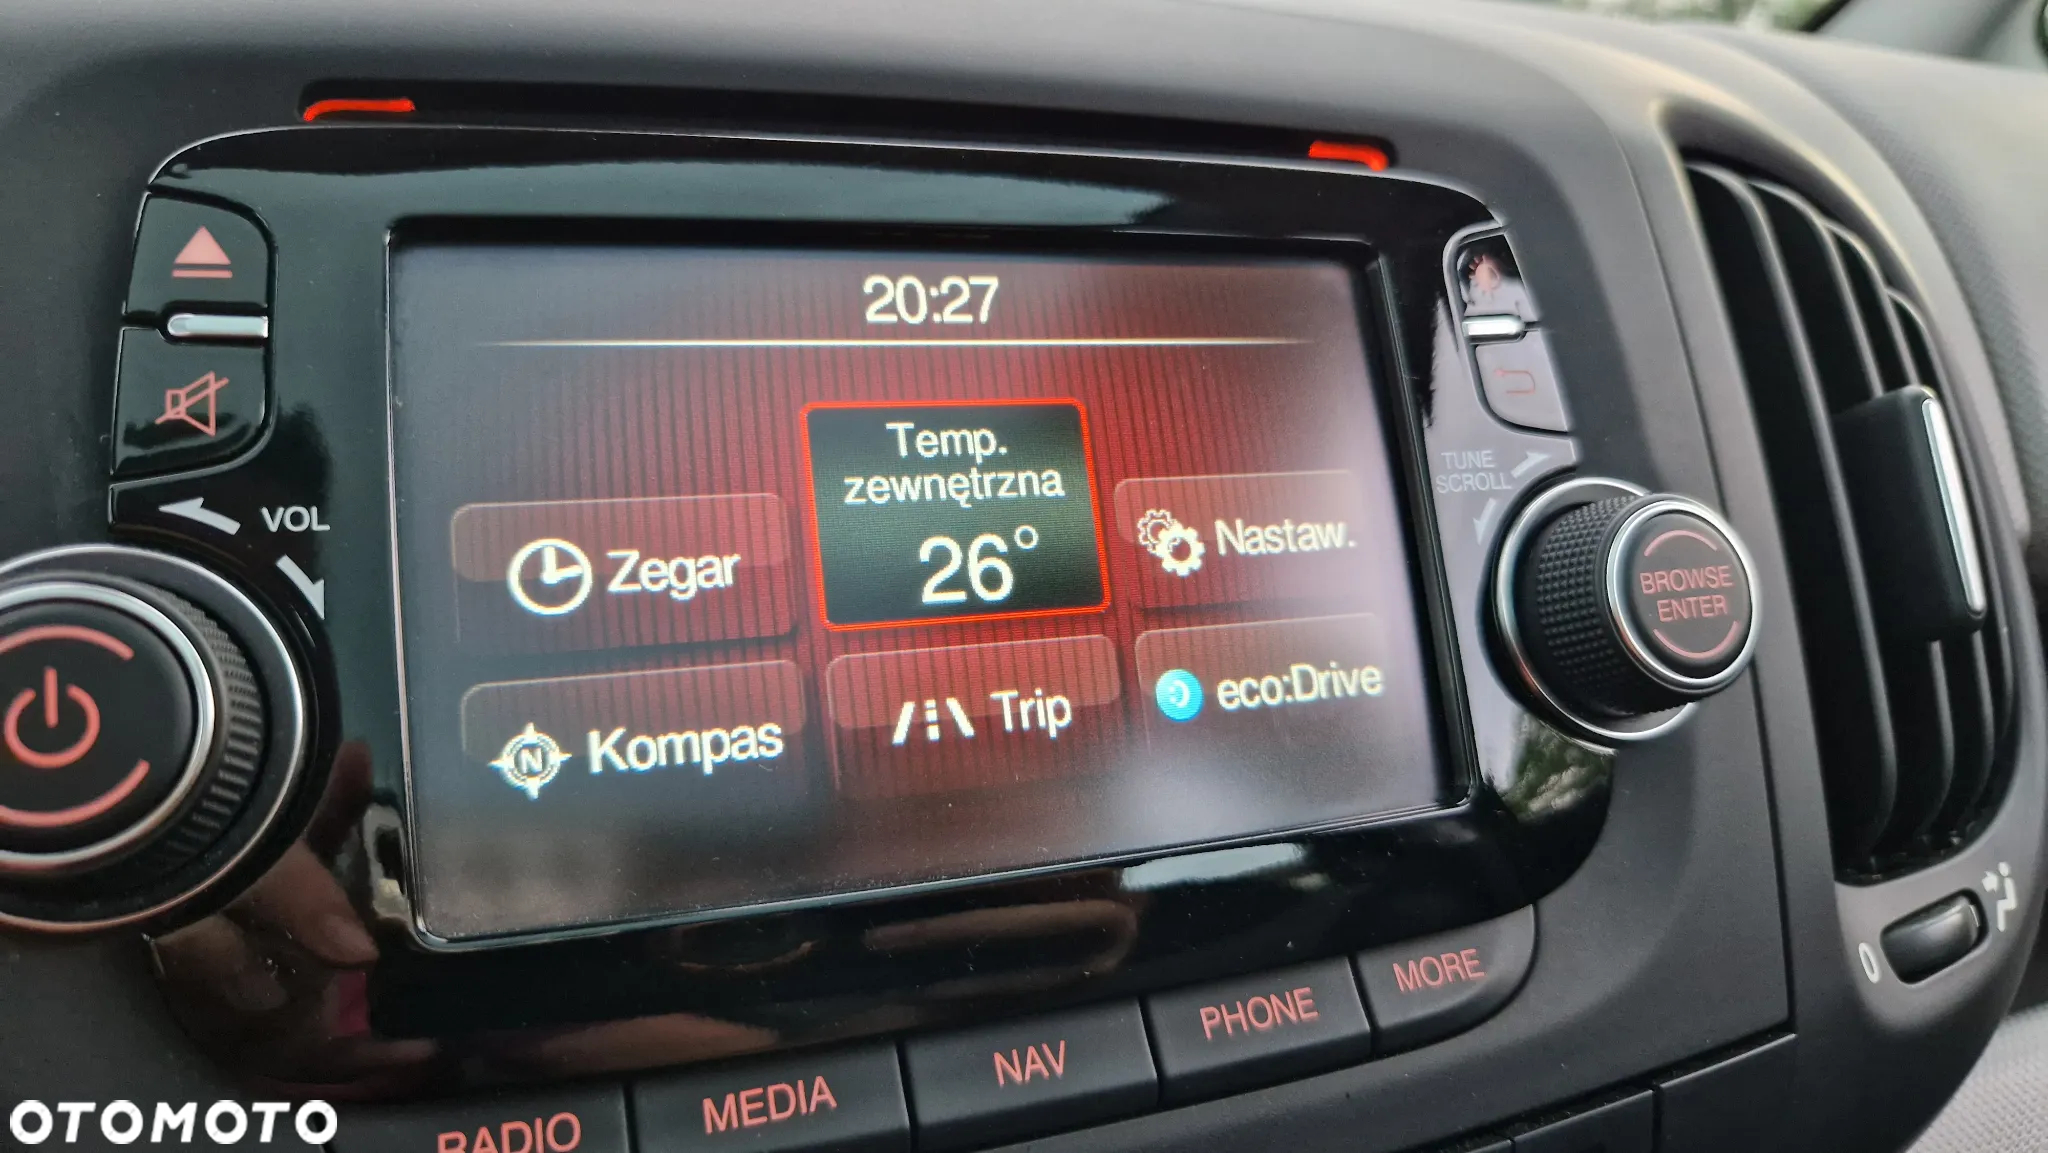 20:27
Temp.
zewnętrzna
26°
Zegar
Nastaw.
Kompas
Trip
eco:Drive
N
VOL
TUNE
SCROLL
BROWSE
ENTER
RADIO
MEDIA
NAV
PHONE
MORE
0
OTOMOTO